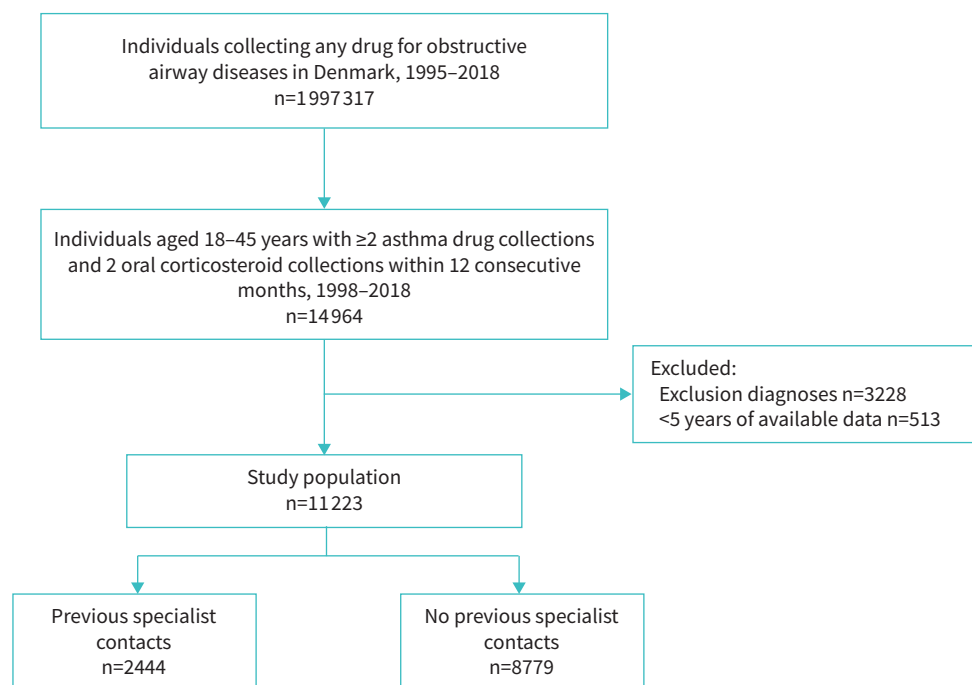 Individuals collecting any drug for obstructive
airway diseases in Denmark, 1995–2018
n=1997317
Individuals aged 18–45 years with ≥2 asthma drug collections
and 2 oral corticosteroid collections within 12 consecutive
months, 1998–2018
n=14964
Excluded:
Exclusion diagnoses n=3228
<5 years of available data n=513
Study population
n=11223
Previous specialist
contacts
n=2444
No previous specialist
contacts
n=8779